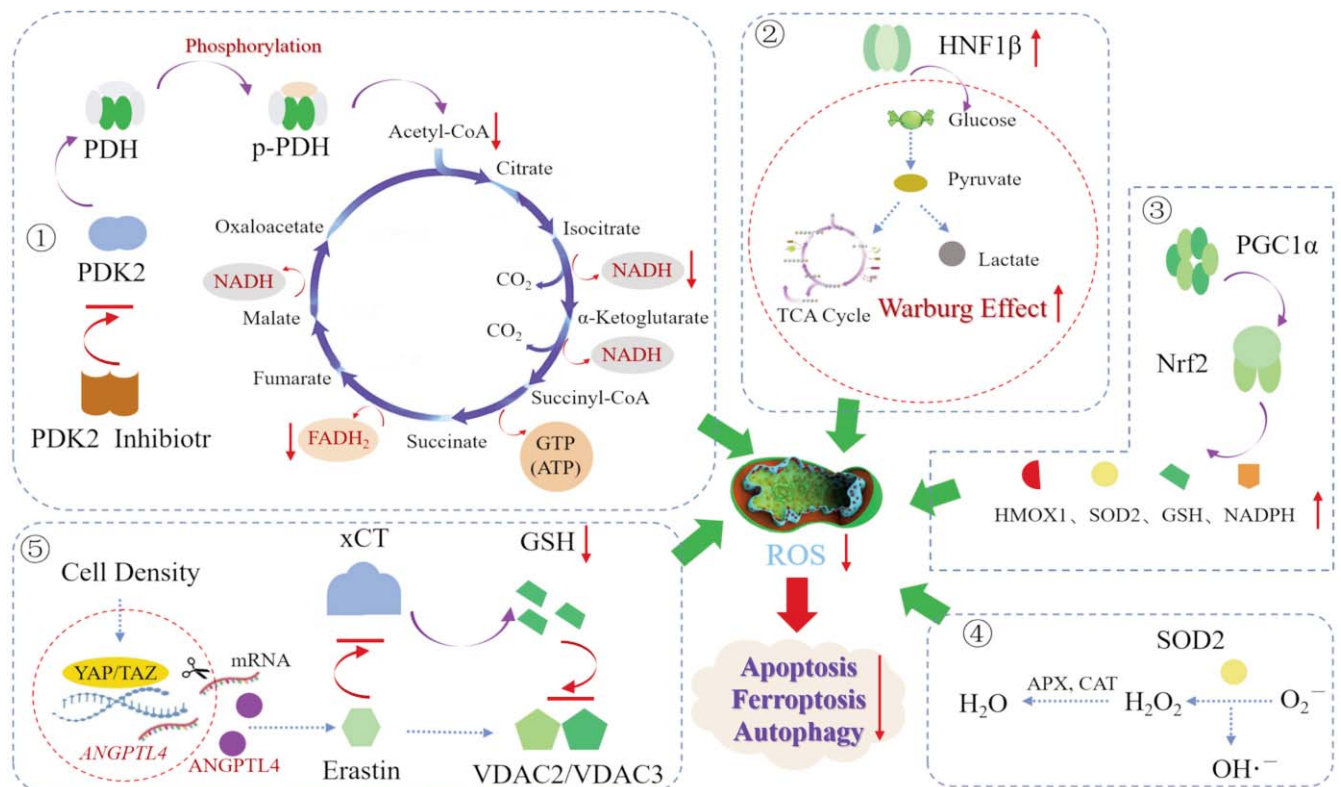 ①
Phosphorylation
PDH
p-PDH
PDK2
PDK2 Inhibiotr
Acetyl-CoA
Citrate
Isocitrate
NADH
CO₂
α-Ketoglutarate
CO₂
NADH
Succinyl-CoA
GTP
(ATP)
Succinate
FADH₂
Fumarate
Malate
NADH
Oxaloacetate
②
HNF1β
Glucose
Pyruvate
Lactate
TCA Cycle
Warburg Effect
③
PGC1α
Nrf2
HMOX1、SOD2、GSH、NADPH
ROS
Apoptosis
Ferroptosis
Autophagy
④
SOD2
H₂O
APX, CAT
H₂O₂
O₂⁻
OH·⁻
⑤
Cell Density
YAP/TAZ
mRNA
ANGPTL4
ANGPTL4
xCT
GSH
Erastin
VDAC2/VDAC3